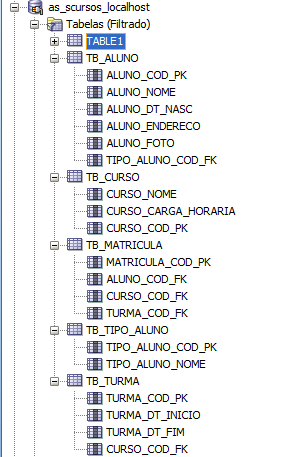 as_scursos_localhost
Tabelas (Filtrado)
TABLE1
TB_ALUNO
ALUNO_COD_PK
ALUNO_NOME
ALUNO_DT_NASC
ALUNO_ENDERECO
ALUNO_FOTO
TIPO_ALUNO_COD_FK
TB_CURSO
CURSO_NOME
CURSO_CARGA_HORARIA
CURSO_COD_PK
TB_MATRICULA
MATRICULA_COD_PK
ALUNO_COD_FK
CURSO_COD_FK
TURMA_COD_FK
TB_TIPO_ALUNO
TIPO_ALUNO_COD_PK
TIPO_ALUNO_NOME
TB_TURMA
TURMA_COD_PK
TURMA_DT_INICIO
TURMA_DT_FIM
CURSO_COD_FK